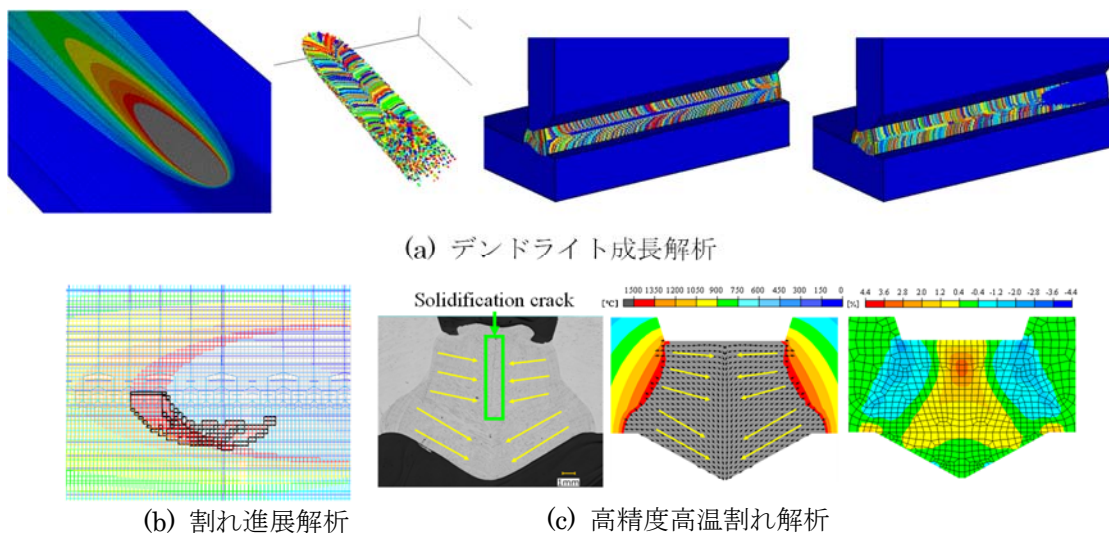 (a) デンドライト成長解析
Solidification crack
[℃] 1500 1350 1200 1050 900 750 600 450 300 150 0
[%] 4.4 3.6 2.8 2.0 1.2 0.4 -0.4 -1.2 -2.0 -2.8 -3.6 -4.4
1mm
(b) 割れ進展解析
(c) 高精度高温割れ解析